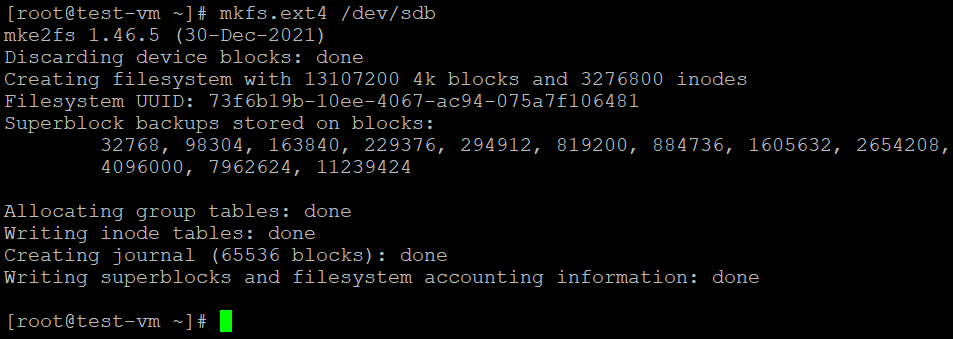 [root@test-vm ~]# mkfs.ext4 /dev/sdb
mke2fs 1.46.5 (30-Dec-2021)
Discarding device blocks: done
Creating filesystem with 13107200 4k blocks and 3276800 inodes
Filesystem UUID: 73f6b19b-10ee-4067-ac94-075a7f106481
Superblock backups stored on blocks:
        32768, 98304, 163840, 229376, 294912, 819200, 884736, 1605632, 2654208,
        4096000, 7962624, 11239424

Allocating group tables: done
Writing inode tables: done
Creating journal (65536 blocks): done
Writing superblocks and filesystem accounting information: done

[root@test-vm ~]#